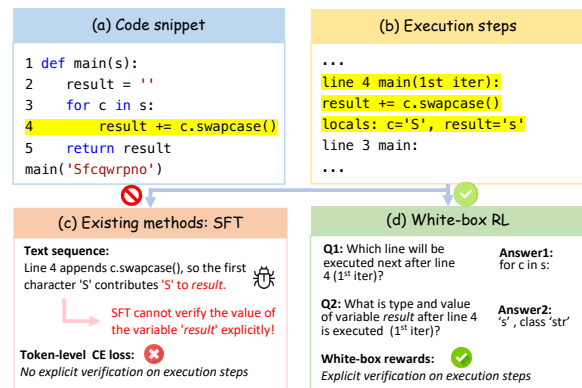 (a) Code snippet
1 def main(s):
2 result = ''
3 for c in s:
4 result += c.swapcase()
5 return result
main('Sfcqwrpno')
(b) Execution steps
...
line 4 main(1st iter):
result += c.swapcase()
locals: c='S', result='s'
line 3 main:
...
(c) Existing methods: SFT
Text sequence:
Line 4 appends c.swapcase(), so the first
character 'S' contributes 'S' to result.
SFT cannot verify the value of
the variable 'result' explicitly!
Token-level CE loss:
No explicit verification on execution steps
(d) White-box RL
Q1: Which line will be
executed next after line
4 (1st iter)?
Answer1:
for c in s:
Q2: What is type and value
of variable result after line 4
is executed (1st iter)?
Answer2:
's' , class 'str'
White-box rewards:
Explicit verification on execution steps